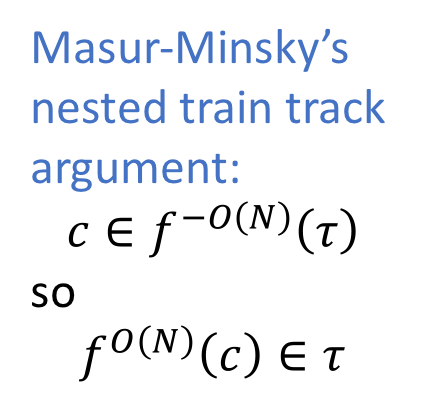 Masur-Minsky's
nested train track
argument:
c ∈ f^{-O(N)}(τ)
so
f^{O(N)}(c) ∈ τ